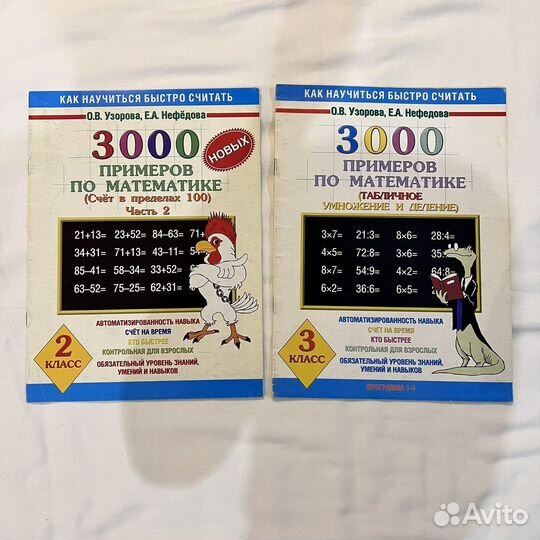 КАК НАУЧИТЬСЯ БЫСТРО СЧИТАТЬ
О.В. Узорова, Е.А. Нефёдова
3000
НОВЫХ
ПРИМЕРОВ
ПО МАТЕМАТИКЕ
(Счёт в пределах 100)
Часть 2
21+13= 23+52= 84–63= 71+
34+31 71+13= 43–11= 5
85–41 58–34 33+52=
63–52 75–25= 62+31
АВТОМАТИЗИРОВАННОСТЬ НАВЫКА
СЧЁТ НА ВРЕМЯ
КТО БЫСТРЕЕ
КОНТРОЛЬНАЯ ДЛЯ ВЗРОСЛЫХ
ОБЯЗАТЕЛЬНЫЙ УРОВЕНЬ ЗНАНИЙ,
УМЕНИЙ И НАВЫКОВ
2
КЛАСС
КАК НАУЧИТЬСЯ БЫСТРО СЧИТАТЬ
О.В. Узорова, Е.А. Нефедова
3000
ПРИМЕРОВ
ПО МАТЕМАТИКЕ
(ТАБЛИЧНОЕ
УМНОЖЕНИЕ И ДЕЛЕНИЕ)
3×7= 21:3= 8×6= 28:4=
4×5= 72:8= 3×6= 35:
8×7= 54:9= 4×2= 64:8
6×2= 36:6= 6×5=
АВТОМАТИЗИРОВАННОСТЬ НАВЫКА
СЧЕТ НА ВРЕМЯ
КТО БЫСТРЕЕ
КОНТРОЛЬНАЯ ДЛЯ ВЗРОСЛЫХ
ОБЯЗАТЕЛЬНЫЙ УРОВЕНЬ ЗНАНИЙ,
УМЕНИЙ И НАВЫКОВ
3
КЛАСС
ПРОГРАММА 1–4
Avito